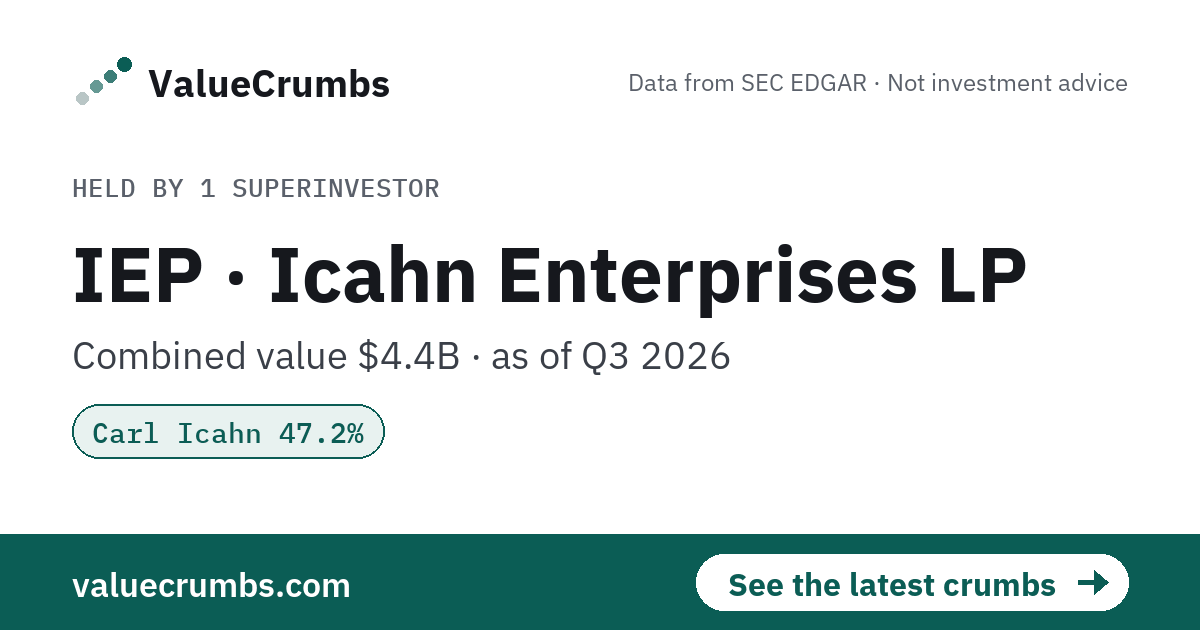 ValueCrumbs
Data from SEC EDGAR · Not investment advice
HELD BY 1 SUPERINVESTOR
IEP · Icahn Enterprises LP
Combined value $4.4B · as of Q3 2026
Carl Icahn 47.2%
valuecrumbs.com
See the latest crumbs